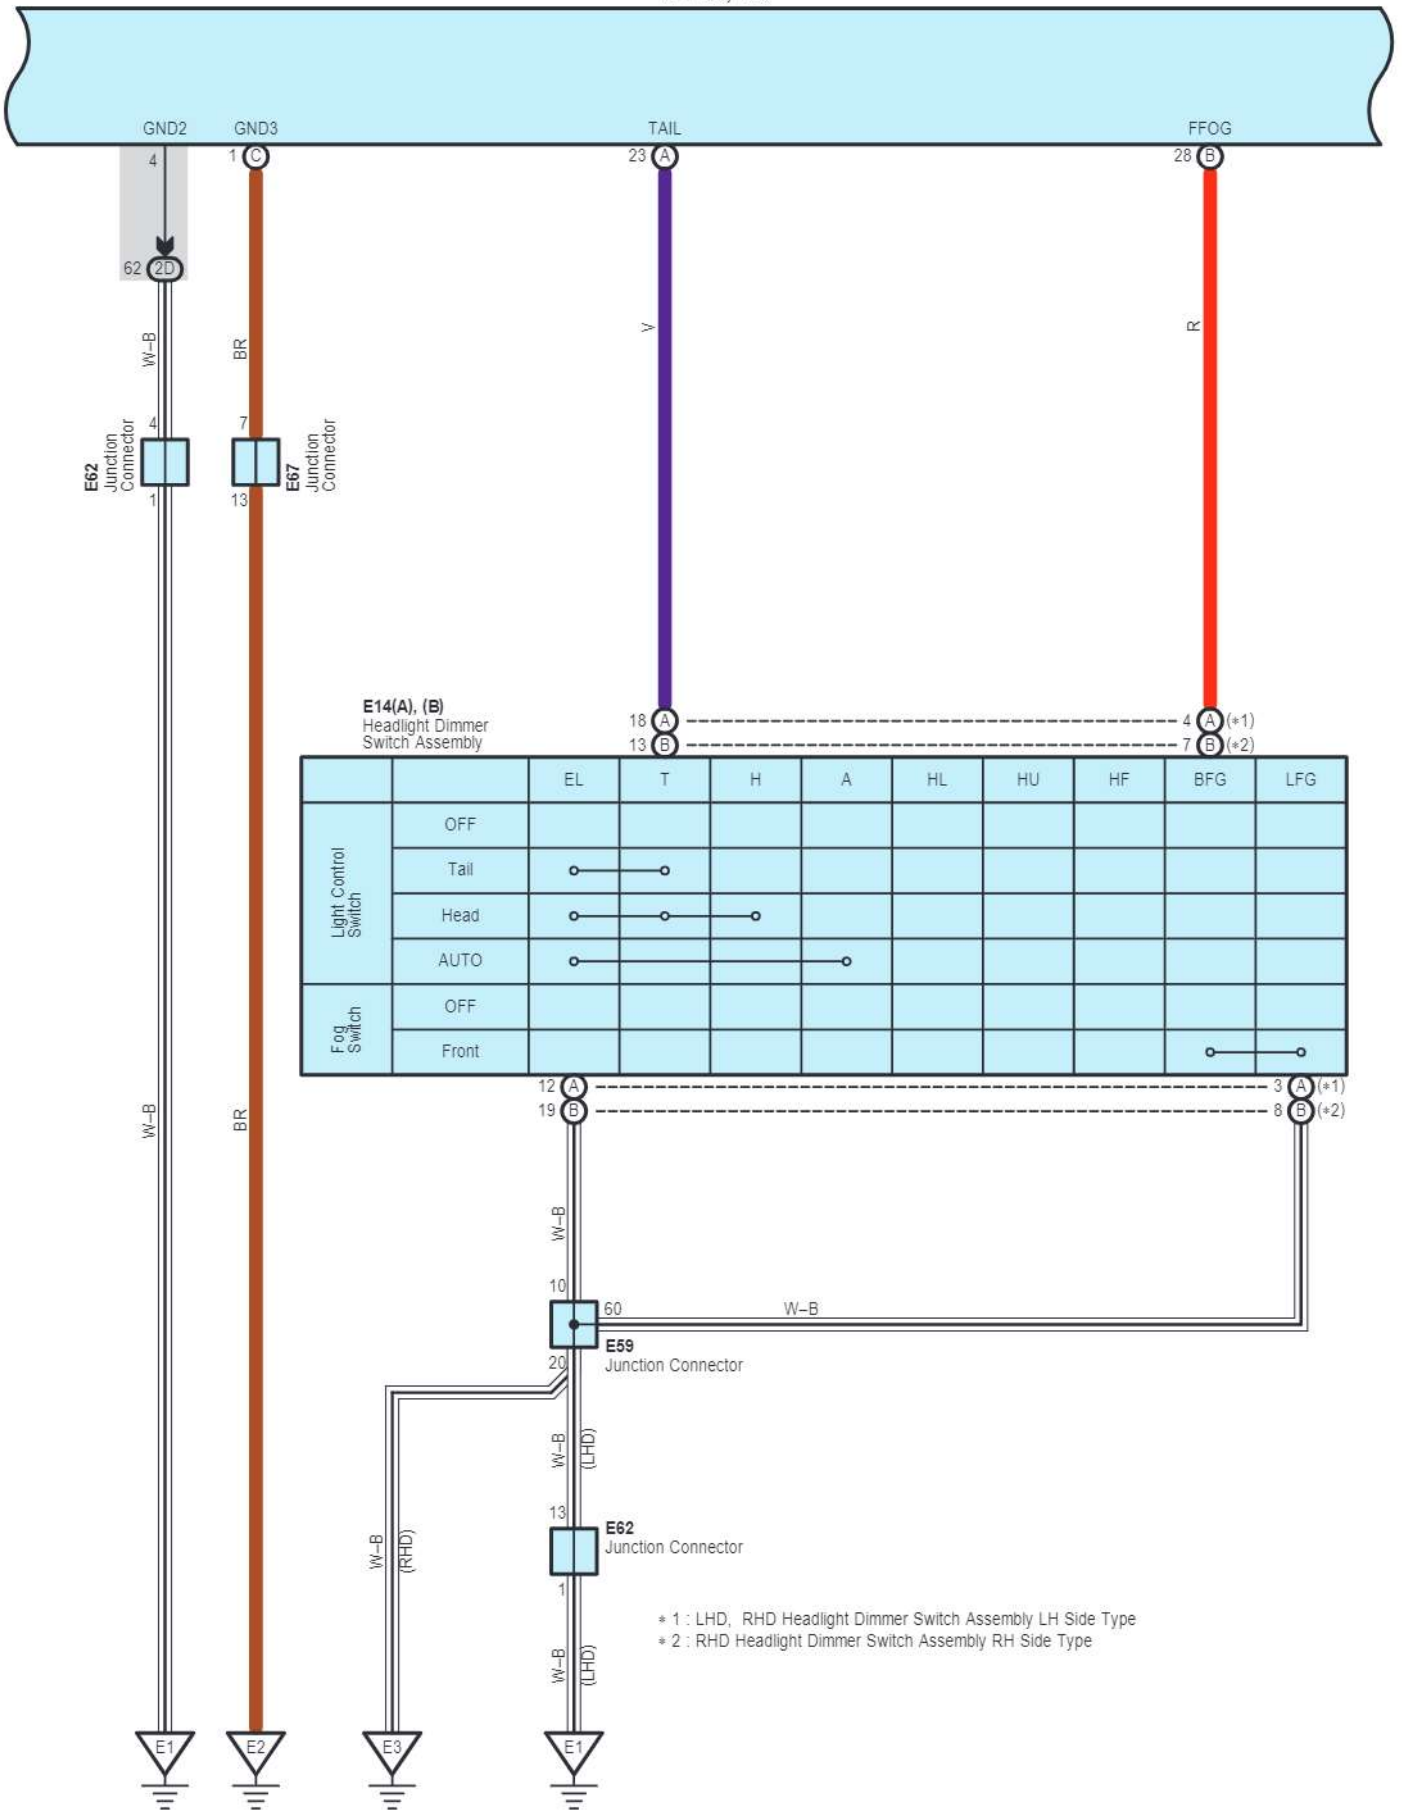 GND2 GND3 TAIL FFOG
4 1 C 23 A 28 B
62 2D
W–B BR V R
4 7
E62
Junction
Connector
E67
Junction
Connector
1 13
E14(A), (B)
Headlight Dimmer
Switch Assembly
18 A 4 A (*1)
13 B 7 B (*2)
EL T H A HL HU HF BFG LFG
Light Control
Switch
OFF
Tail
Head
AUTO
Fog
Switch
OFF
Front
12 A 3 A (*1)
19 B 8 B (*2)
W–B BR
W–B
10
60 W–B
E59
Junction Connector
20
W–B (LHD)
13
E62
Junction Connector
W–B (RHD)
1
* 1 : LHD, RHD Headlight Dimmer Switch Assembly LH Side Type
* 2 : RHD Headlight Dimmer Switch Assembly RH Side Type
W–B (LHD)
E1 E2 E3 E1